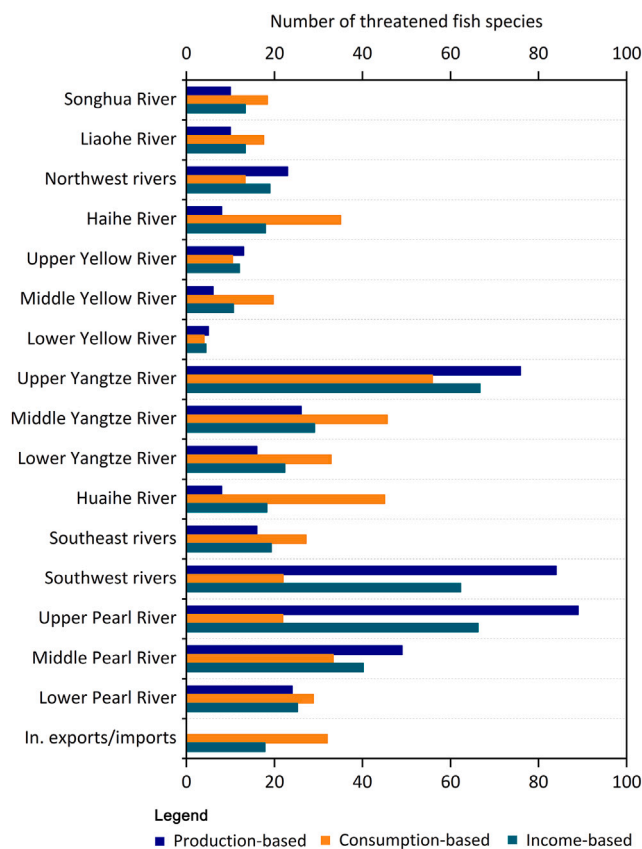 Number of threatened fish species
0 20 40 60 80 100
Songhua River
Liaohe River
Northwest rivers
Haihe River
Upper Yellow River
Middle Yellow River
Lower Yellow River
Upper Yangtze River
Middle Yangtze River
Lower Yangtze River
Huaihe River
Southeast rivers
Southwest rivers
Upper Pearl River
Middle Pearl River
Lower Pearl River
In. exports/imports
0 20 40 60 80 100
Legend
Production-based Consumption-based Income-based